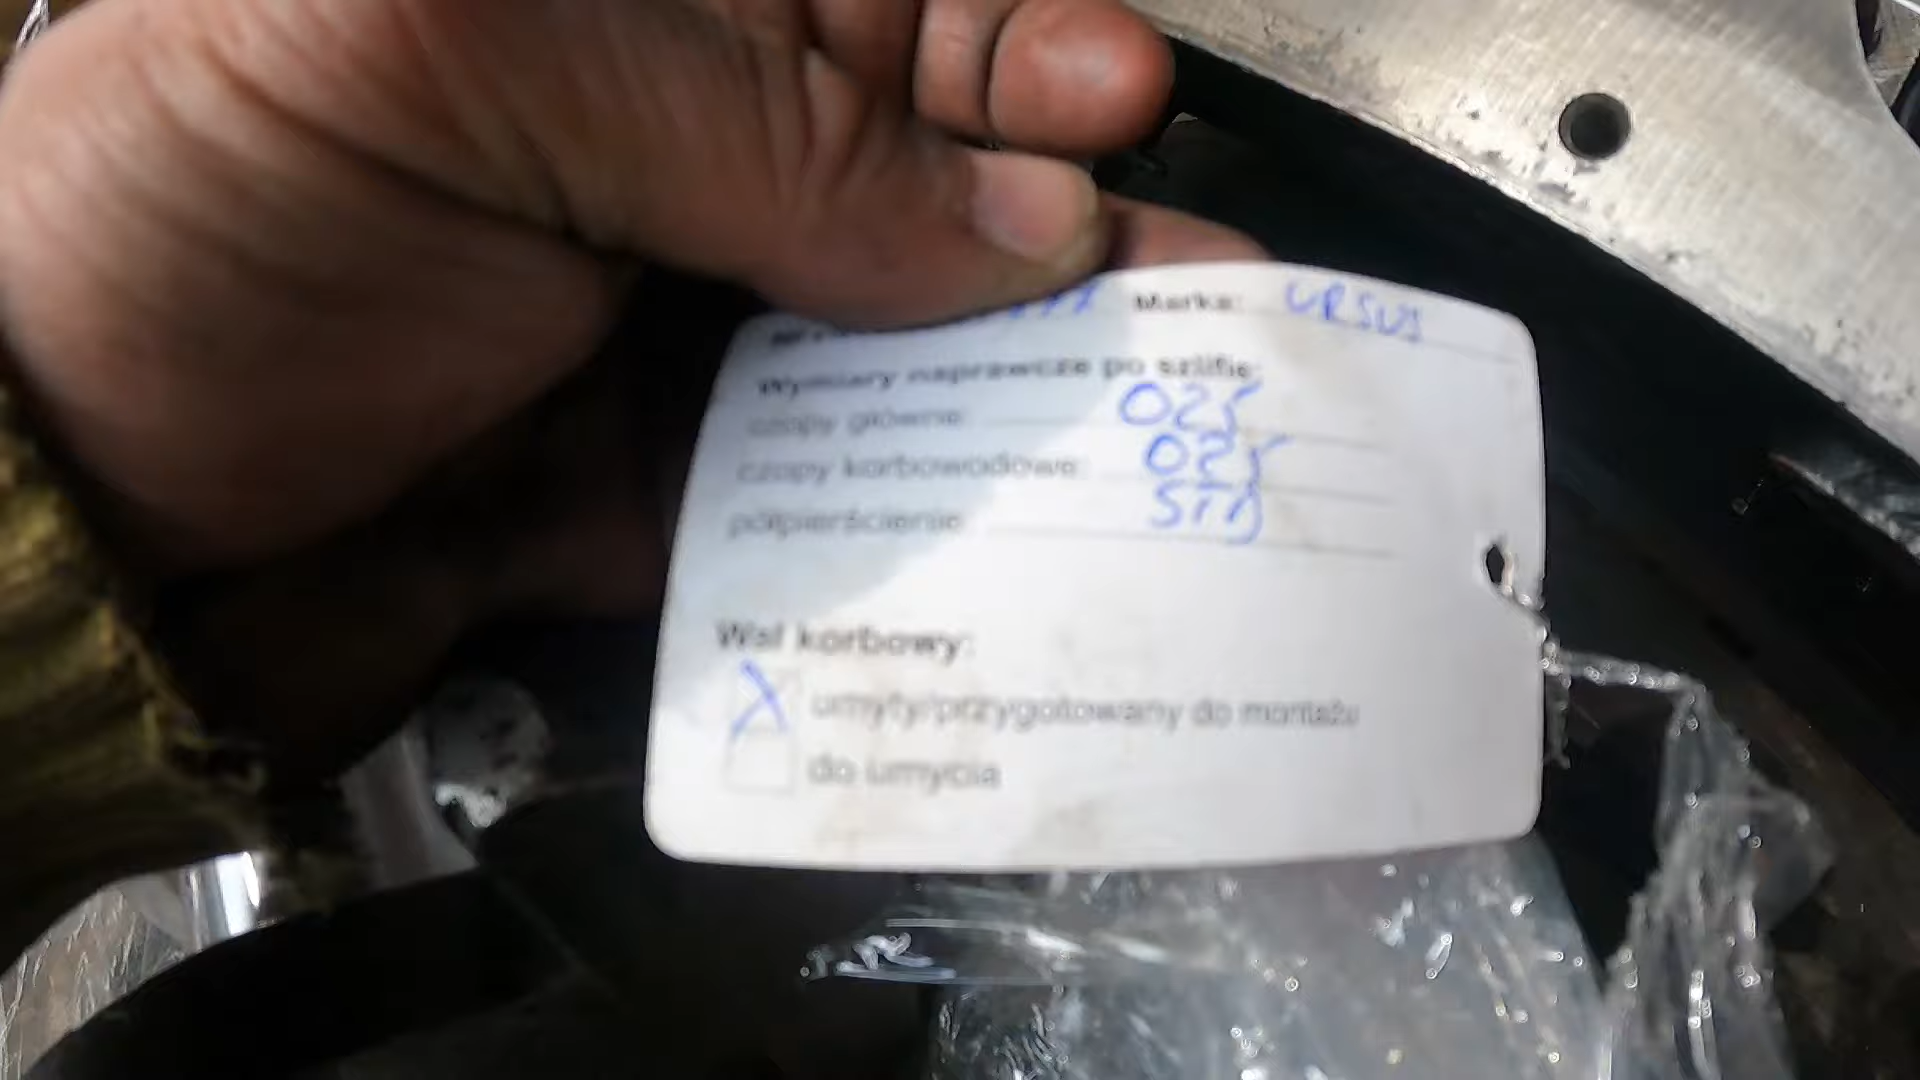 Marka: URSUS
Wymiary naprawcze po szlifie:
czopy główne: 025
czopy korbowodowe: 025
półpierścienie: STD
Wał korbowy:
X umyty/przygotowany do montażu
do umycia